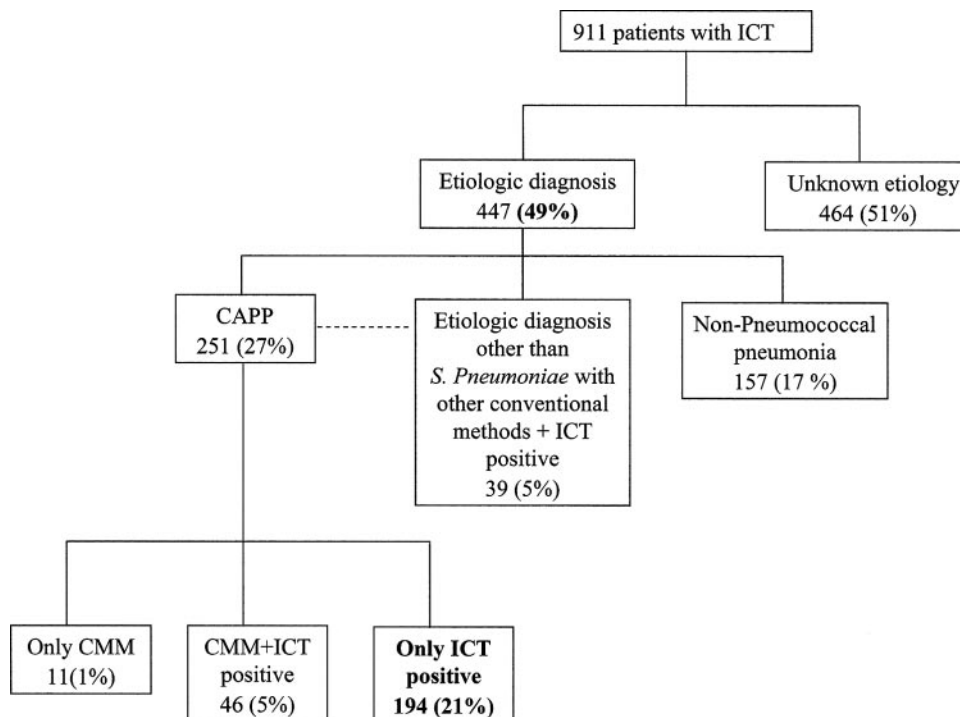 911 patients with ICT
Etiologic diagnosis
447 (49%)
Unknown etiology
464 (51%)
CAPP
251 (27%)
Etiologic diagnosis
other than
S. Pneumoniae with
other conventional
methods + ICT
positive
39 (5%)
Non-Pneumococcal
pneumonia
157 (17 %)
Only CMM
11(1%)
CMM+ICT
positive
46 (5%)
Only ICT
positive
194 (21%)